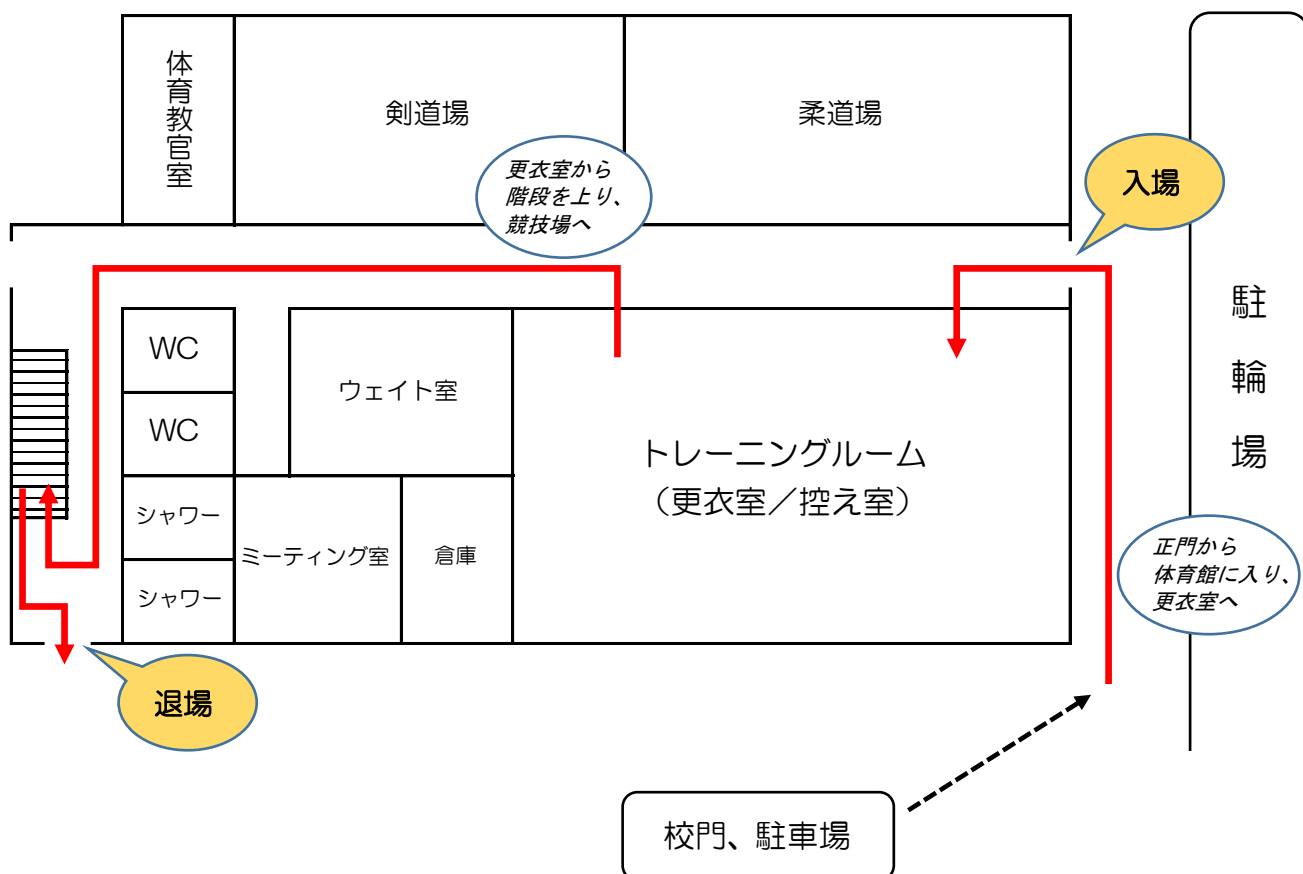 体育教官室
剣道場
柔道場
更衣室から
階段を上り、
競技場へ
入場
駐輪場
WC
WC
ウェイト室
トレーニングルーム
（更衣室／控え室）
シャワー
シャワー
ミーティング室
倉庫
正門から
体育館に入り、
更衣室へ
退場
校門、駐車場